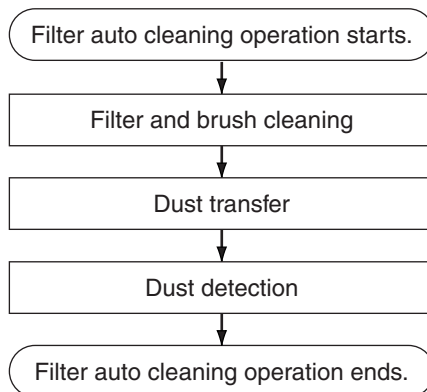 Filter auto cleaning operation starts.
Filter and brush cleaning
Dust transfer
Dust detection
Filter auto cleaning operation ends.